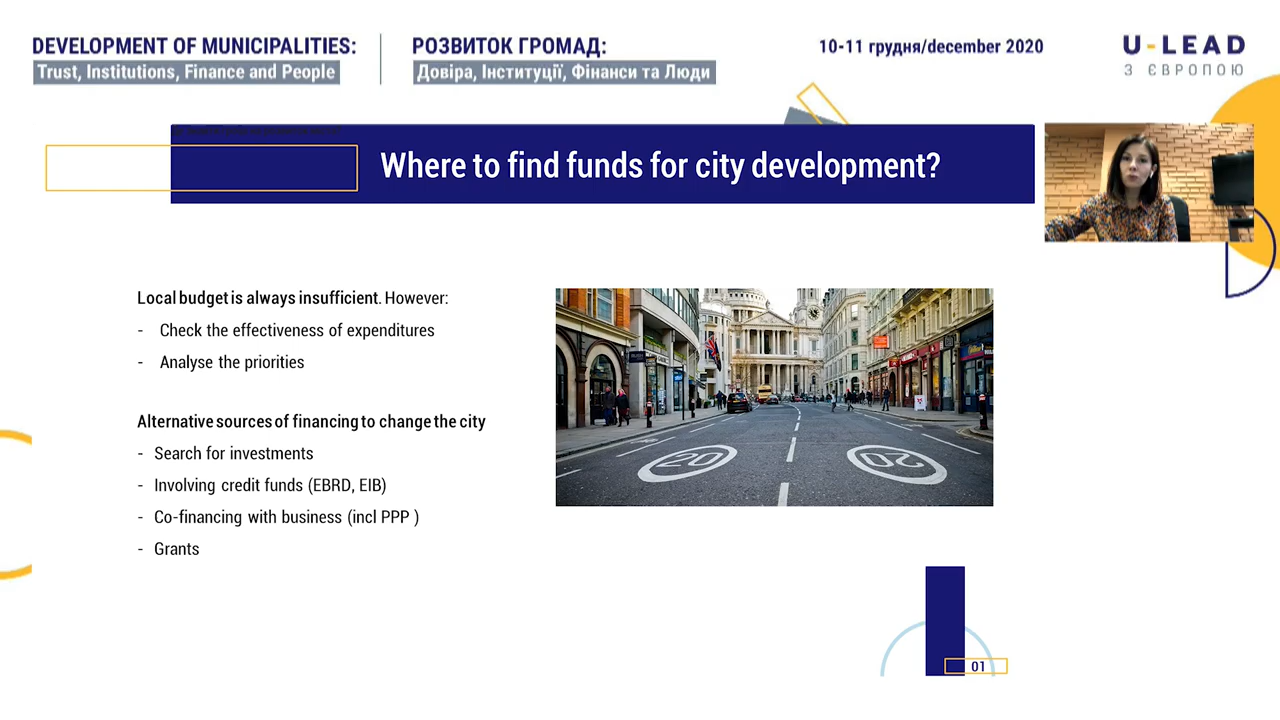 DEVELOPMENT OF MUNICIPALITIES:
Trust, Institutions, Finance and People
РОЗВИТОК ГРОМАД:
Довіра, Інституції, Фінанси та Люди
10-11 грудня/december 2020
U-LEAD
З ЄВРОПОЮ
Where to find funds for city development?
Local budget is always insufficient. However:
- Check the effectiveness of expenditures
- Analyse the priorities
Alternative sources of financing to change the city
- Search for investments
- Involving credit funds (EBRD, EIB)
- Co-financing with business (incl PPP )
- Grants
20
20
01